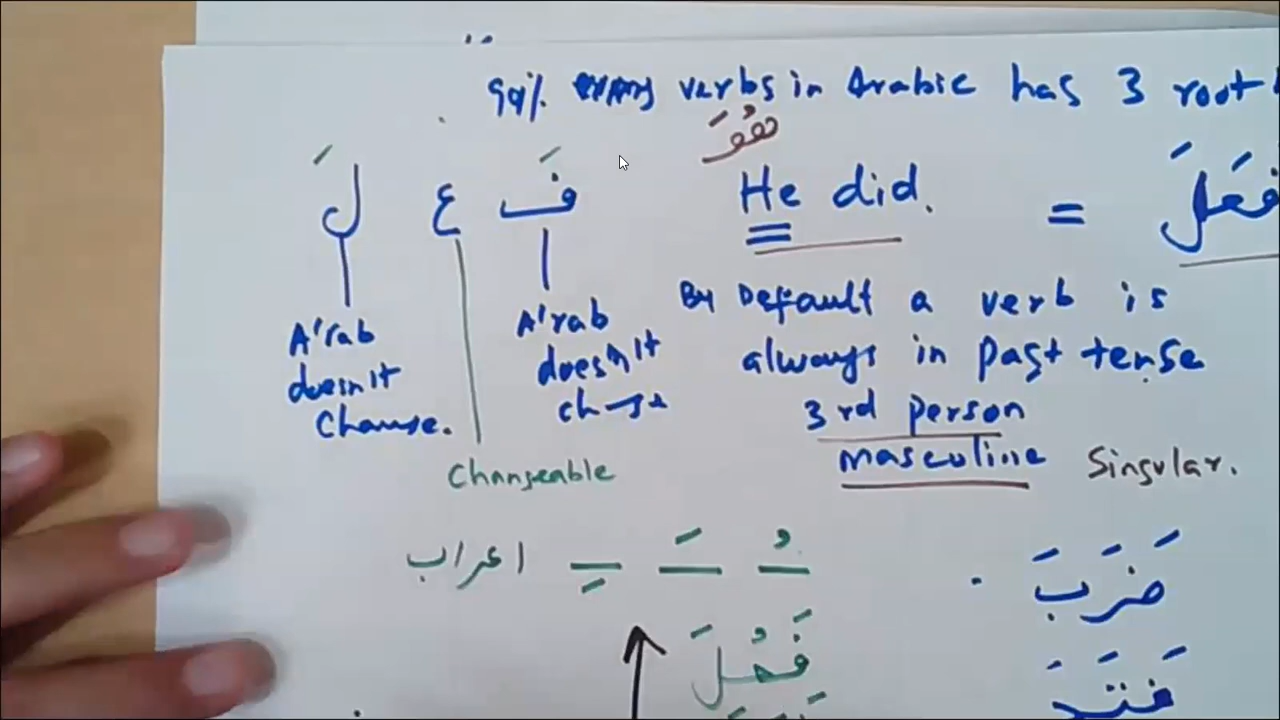 99% verbs in Arabic has 3 root
هُوَ
He did. = فَعَلَ
فَ ع لَ
A'rab doesn't change.
A'rab doesn't change
Changeable
By Default a verb is
always in past tense
3rd person
masculine Singular.
اعراب
ضَرَبَ
فَعُلَ